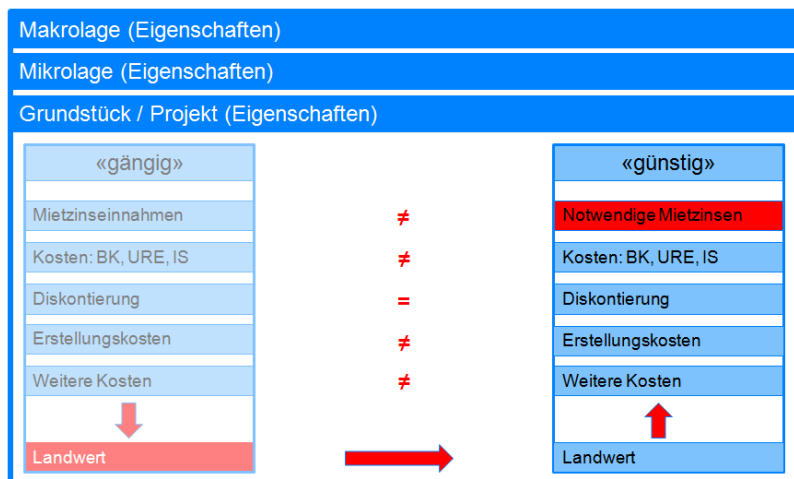 Makrolage (Eigenschaften)
Mikrolage (Eigenschaften)
Grundstück / Projekt (Eigenschaften)
«gängig» «günstig»
Mietzinseinnahmen ≠ Notwendige Mietzinsen
Kosten: BK, URE, IS ≠ Kosten: BK, URE, IS
Diskontierung = Diskontierung
Erstellungskosten ≠ Erstellungskosten
Weitere Kosten ≠ Weitere Kosten
Landwert Landwert